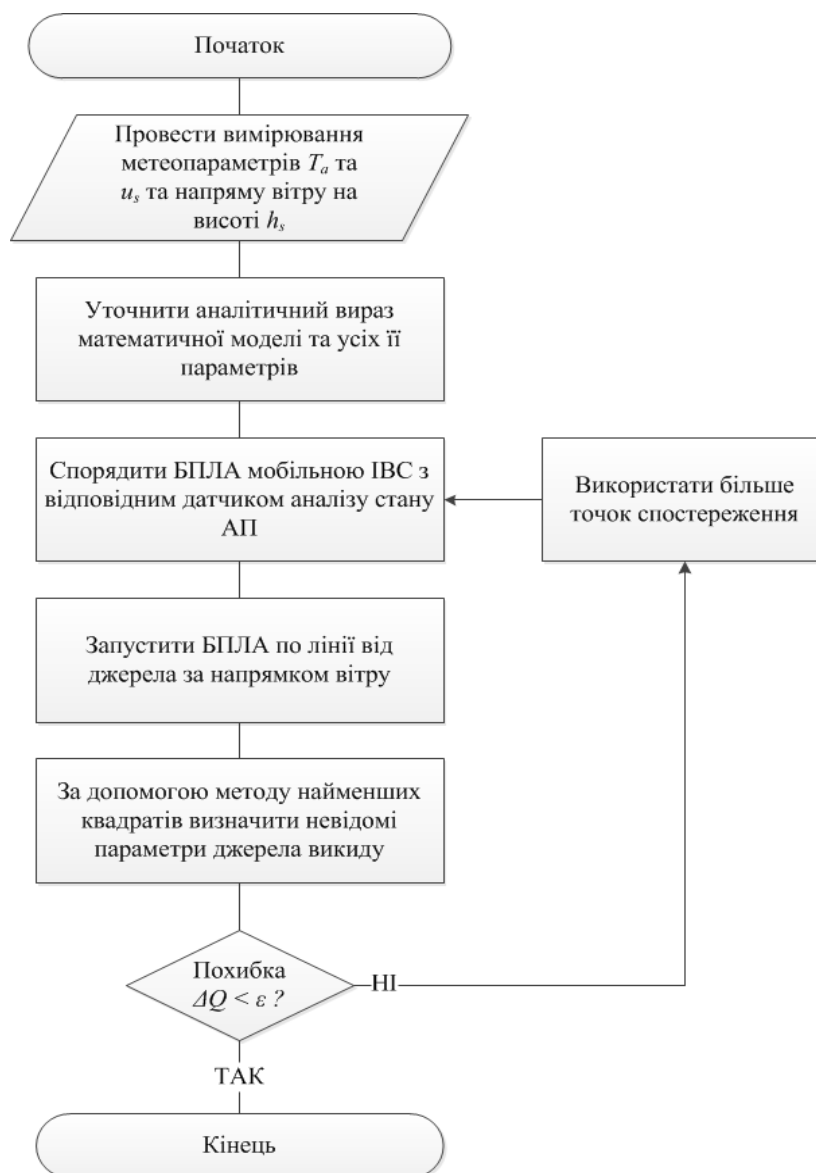 Початок
Провести вимірювання
метеопараметрів Ta та
us та напряму вітру на
висоті hs
Уточнити аналітичний вираз
математичної моделі та усіх її
параметрів
Спорядити БПЛА мобільною ІВС з
відповідним датчиком аналізу стану
АП
Використати більше
точок спостереження
Запустити БПЛА по лінії від
джерела за напрямком вітру
За допомогою методу найменших
квадратів визначити невідомі
параметри джерела викиду
Похибка
ΔQ < ε ?
НІ
ТАК
Кінець